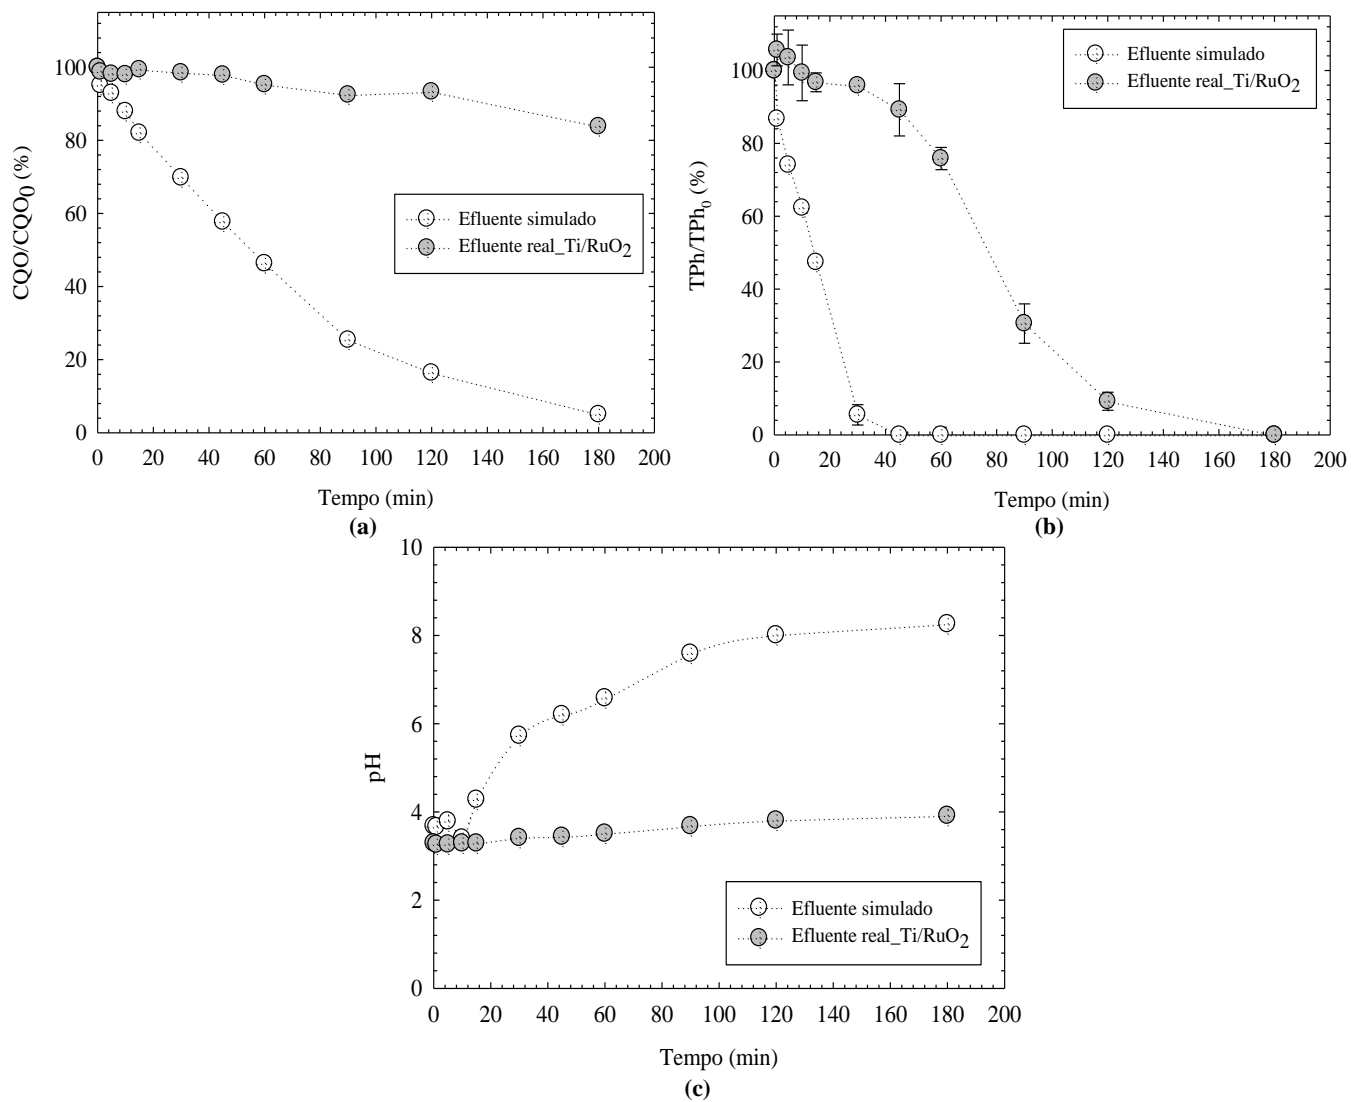 CQO/CQO0 (%)
100
80
60
40
20
0
Efluente simulado
Efluente real_Ti/RuO2
0 20 40 60 80 100 120 140 160 180 200
Tempo (min)
(a)
TPh/TPh0 (%)
100
80
60
40
20
0
Efluente simulado
Efluente real_Ti/RuO2
0 20 40 60 80 100 120 140 160 180 200
Tempo (min)
(b)
pH
10
8
6
4
2
0
Efluente simulado
Efluente real_Ti/RuO2
0 20 40 60 80 100 120 140 160 180 200
Tempo (min)
(c)